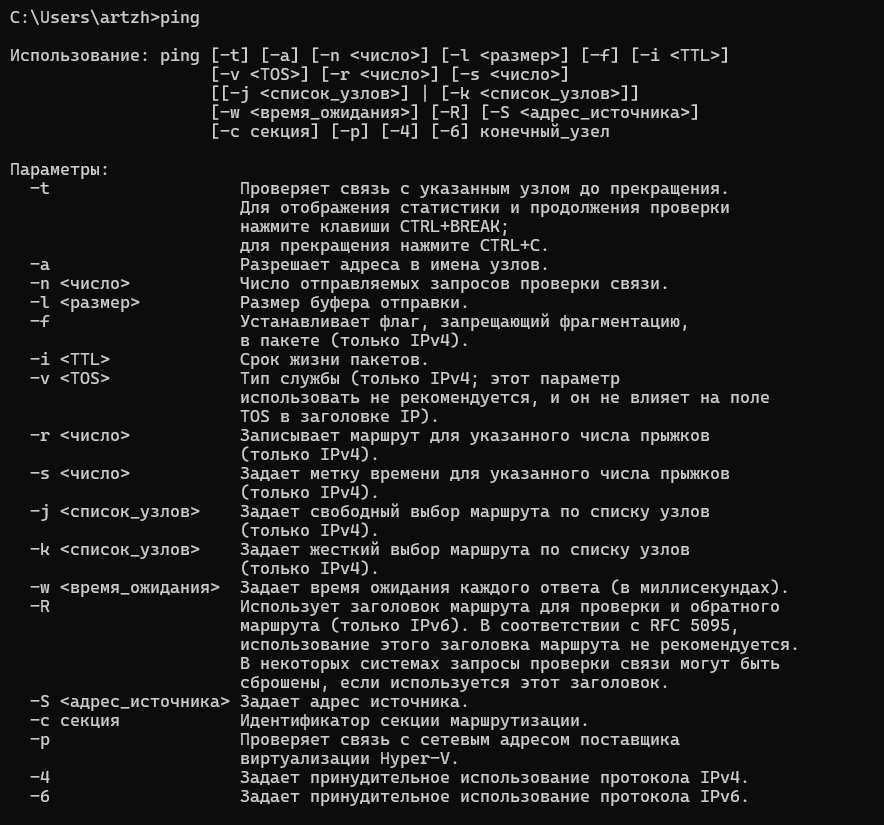 C:\Users\artzh>ping
Использование: ping [-t] [-a] [-n <число>] [-l <размер>] [-f] [-i <TTL>]
[-v <TOS>] [-r <число>] [-s <число>]
[[-j <список_узлов>] | [-k <список_узлов>]]
[-w <время_ожидания>] [-R] [-S <адрес_источника>]
[-c секция] [-p] [-4] [-6] конечный_узел
Параметры:
-t Проверяет связь с указанным узлом до прекращения.
Для отображения статистики и продолжения проверки
нажмите клавиши CTRL+BREAK;
для прекращения нажмите CTRL+C.
-a Разрешает адреса в имена узлов.
-n <число> Число отправляемых запросов проверки связи.
-l <размер> Размер буфера отправки.
-f Устанавливает флаг, запрещающий фрагментацию,
в пакете (только IPv4).
-i <TTL> Срок жизни пакетов.
-v <TOS> Тип службы (только IPv4; этот параметр
использовать не рекомендуется, и он не влияет на поле
TOS в заголовке IP).
-r <число> Записывает маршрут для указанного числа прыжков
(только IPv4).
-s <число> Задает метку времени для указанного числа прыжков
(только IPv4).
-j <список_узлов> Задает свободный выбор маршрута по списку узлов
(только IPv4).
-k <список_узлов> Задает жесткий выбор маршрута по списку узлов
(только IPv4).
-w <время_ожидания> Задает время ожидания каждого ответа (в миллисекундах).
-R Использует заголовок маршрута для проверки и обратного
маршрута (только IPv6). В соответствии с RFC 5095,
использование этого заголовка маршрута не рекомендуется.
В некоторых системах запросы проверки связи могут быть
сброшены, если используется этот заголовок.
-S <адрес_источника> Задает адрес источника.
-c секция Идентификатор секции маршрутизации.
-p Проверяет связь с сетевым адресом поставщика
виртуализации Hyper-V.
-4 Задает принудительное использование протокола IPv4.
-6 Задает принудительное использование протокола IPv6.